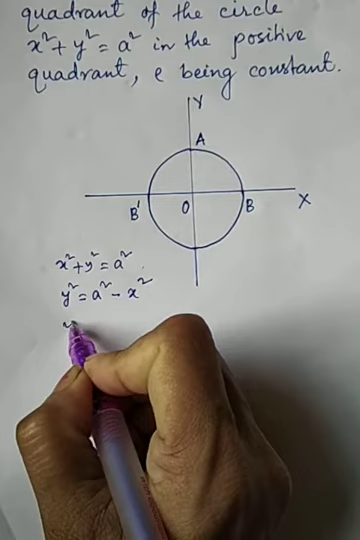 quadrant of the circle
x² + y² = a² in the positive
quadrant, e being constant.
Y
A
B' O B X
x² + y² = a².
y² = a² - x²